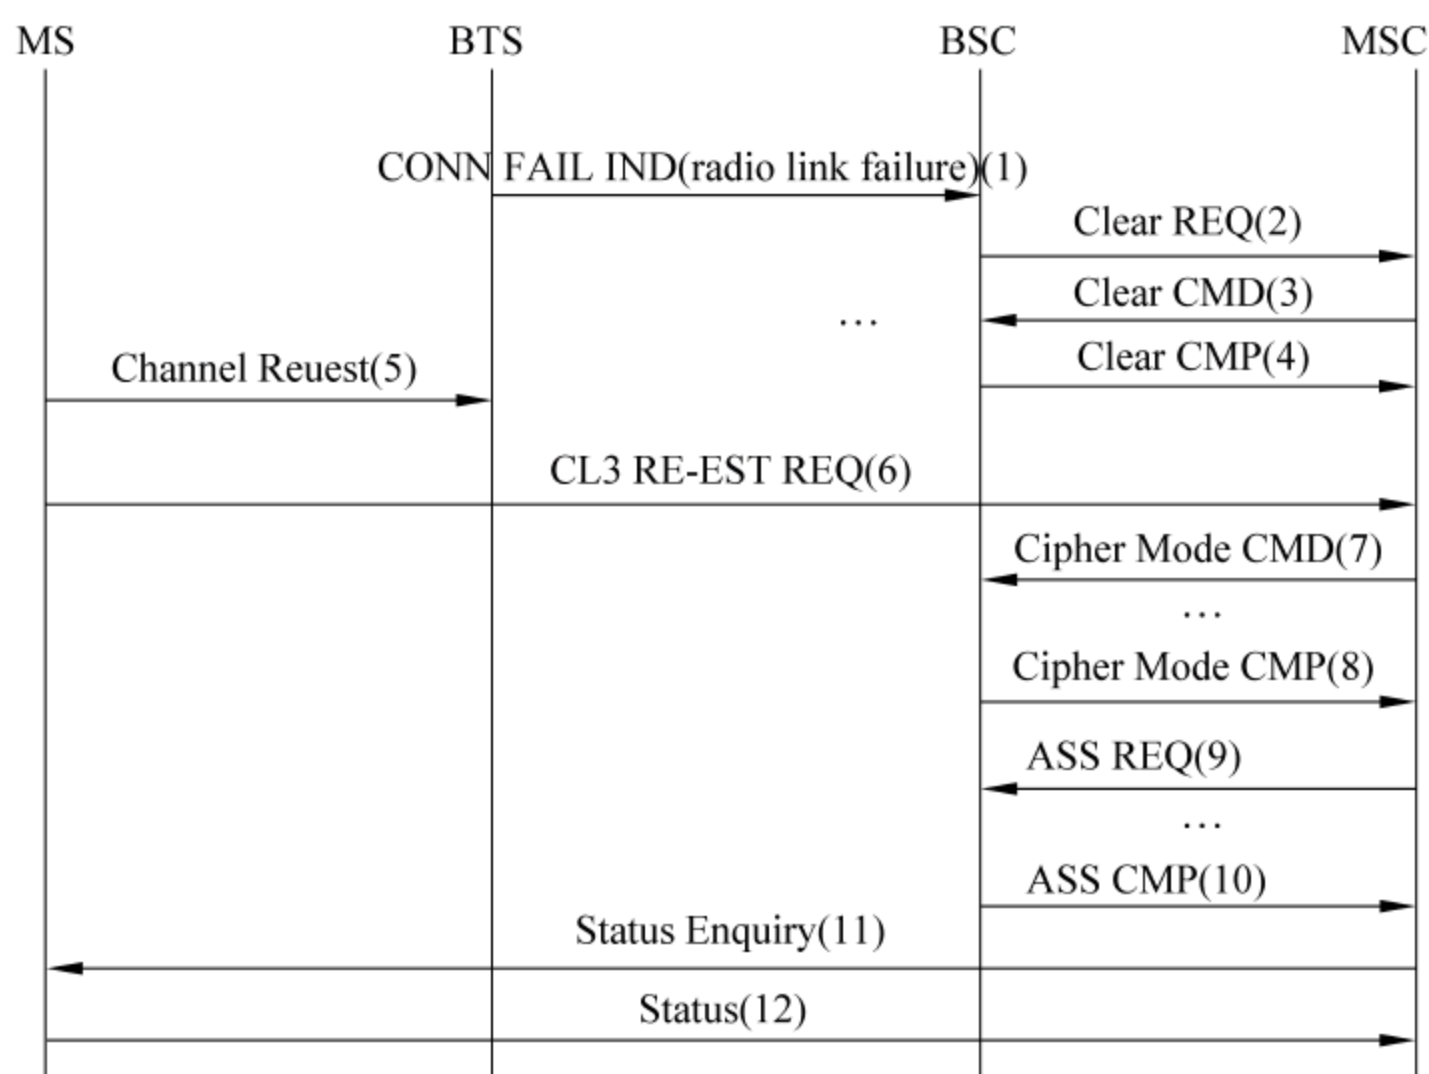 MS BTS BSC MSC
CONN FAIL IND(radio link failure)(1)
Clear REQ(2)
Clear CMD(3)
…
Clear CMP(4)
Channel Reuest(5)
CL3 RE-EST REQ(6)
Cipher Mode CMD(7)
…
Cipher Mode CMP(8)
ASS REQ(9)
…
ASS CMP(10)
Status Enquiry(11)
Status(12)